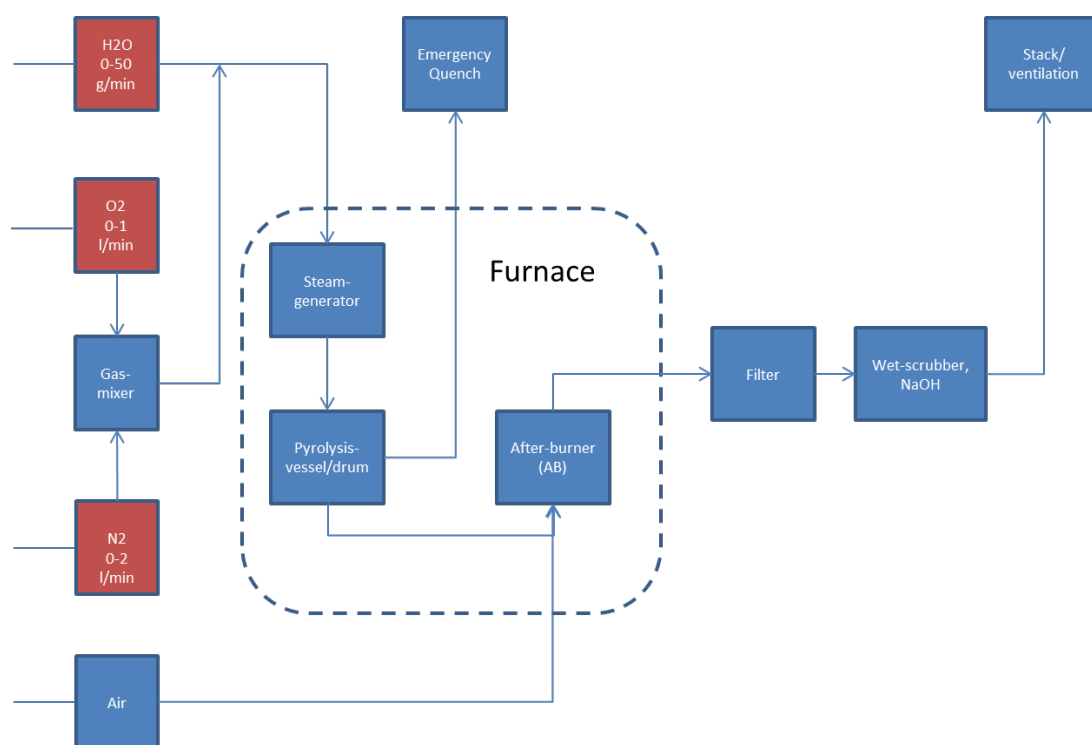 H2O
0-50
g/min
Emergency
Quench
Stack/
ventilation
O2
0-1
l/min
Furnace
Steam-
generator
Gas-
mixer
Filter
Wet-scrubber,
NaOH
Pyrolysis-
vessel/drum
After-burner
(AB)
N2
0-2
l/min
Air